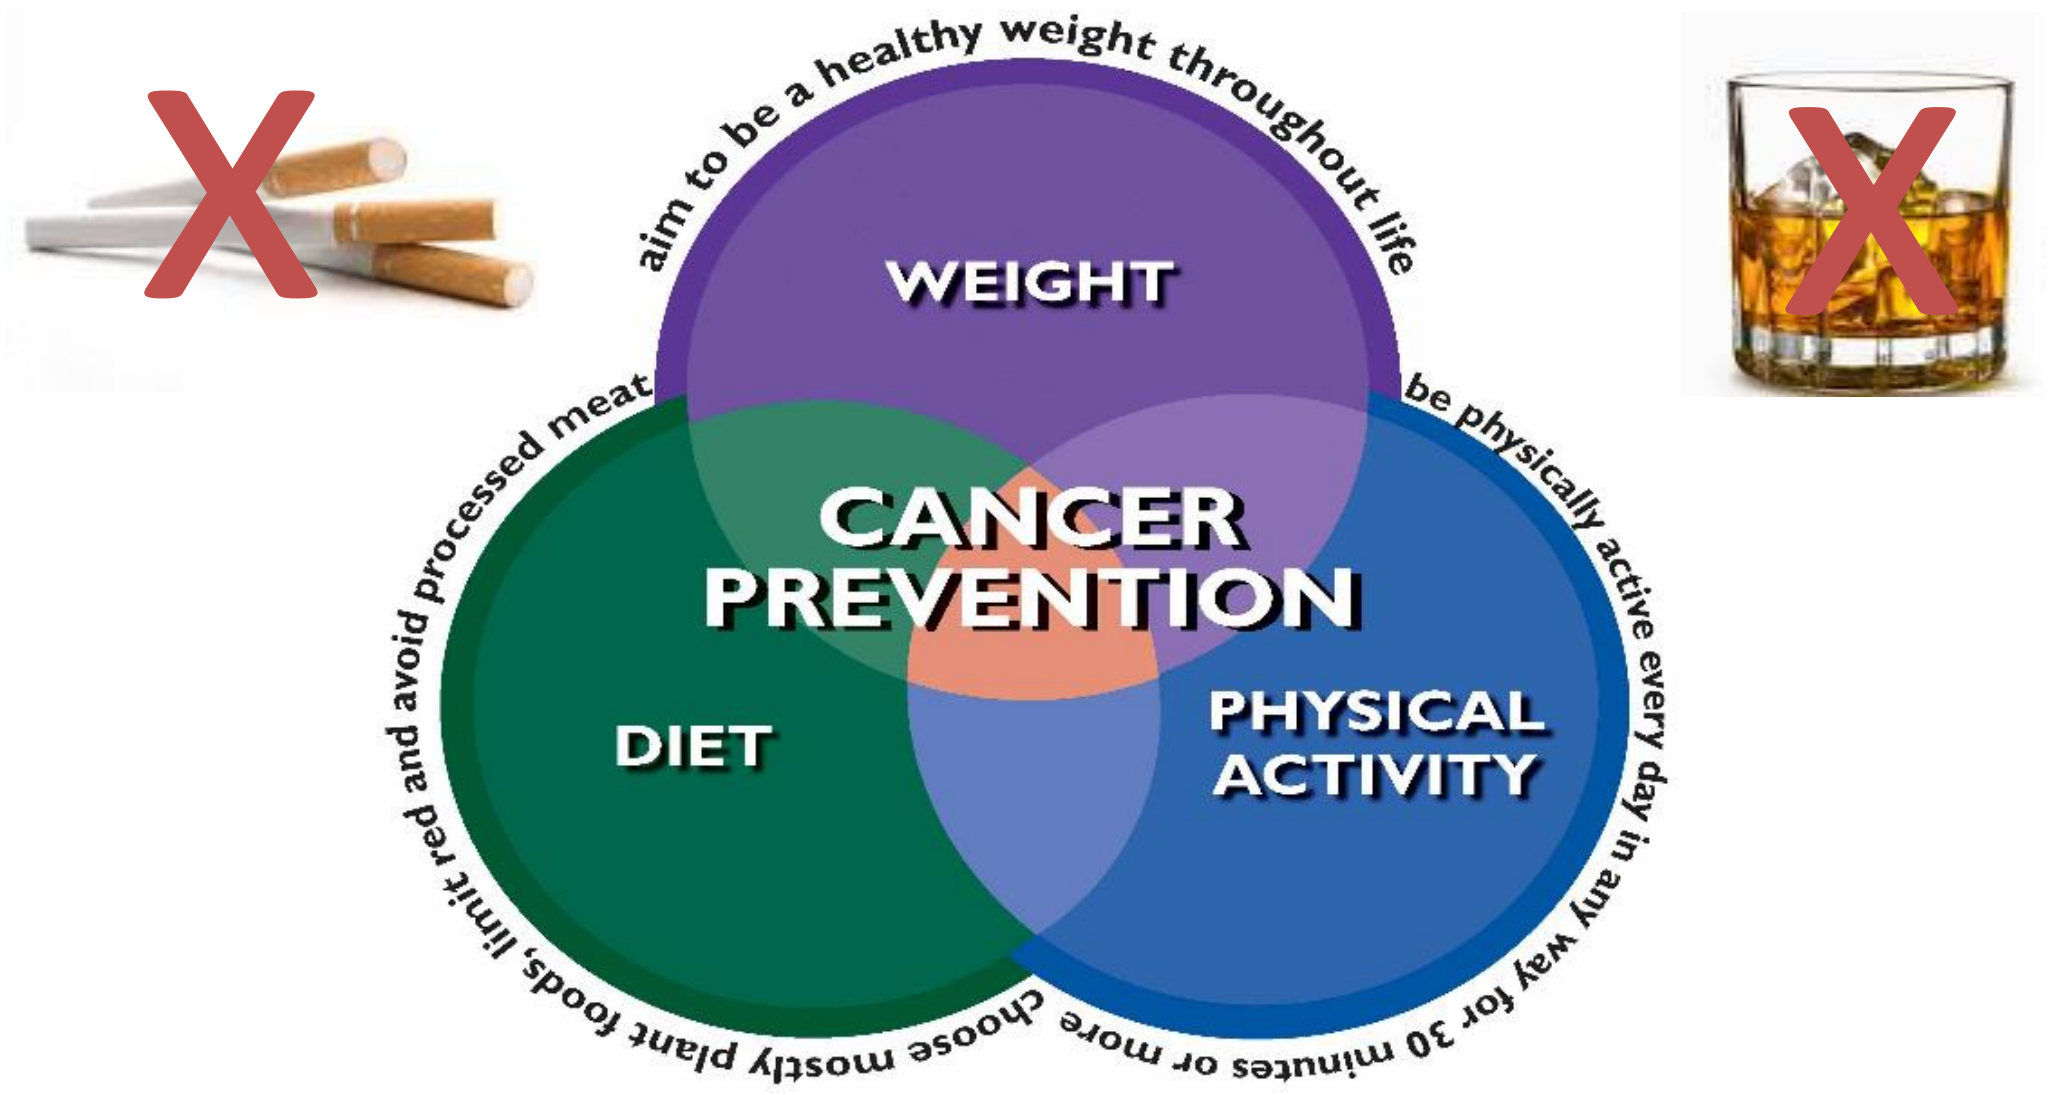 aim to be a healthy weight throughout life
X
X
WEIGHT
be physically active every day in any way for 30 minutes or more
choose mostly plant foods, limit red and avoid processed meat
CANCER
PREVENTION
DIET
PHYSICAL
ACTIVITY